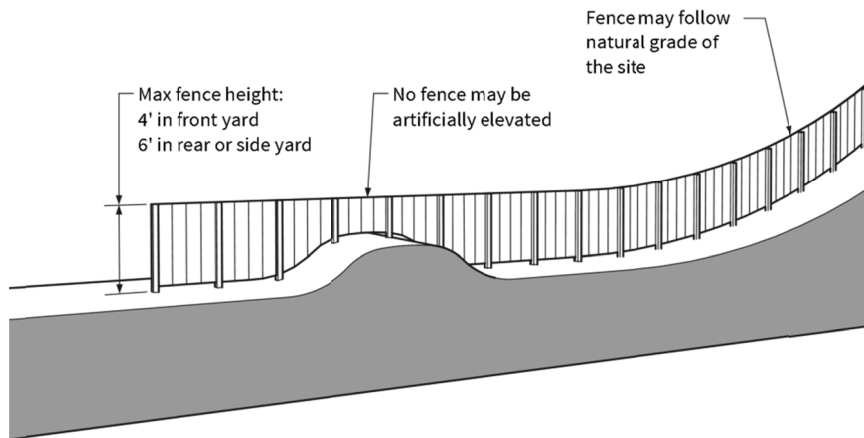 Fence may follow
natural grade of
the site
Max fence height:
4' in front yard
6' in rear or side yard
No fence may be
artificially elevated